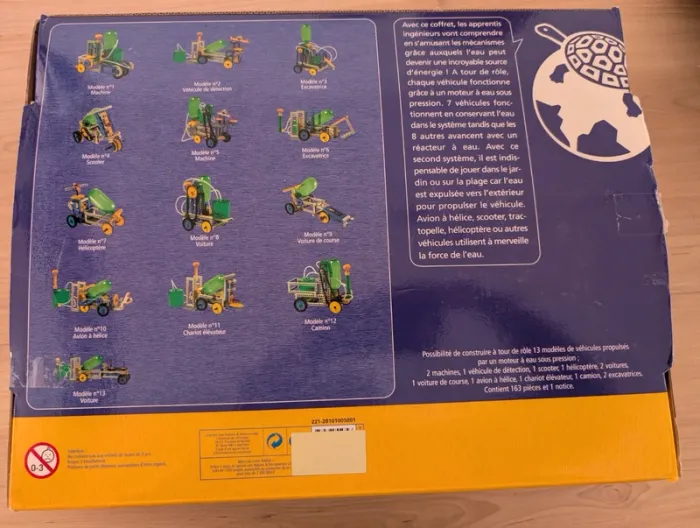 Modèle n°1
Machine
Modèle n°2
Véhicule de détection
Modèle n°3
Excavatrice
Modèle n°4
Scooter
Modèle n°5
Machine
Modèle n°6
Excavatrice
Modèle n°7
Hélicoptère
Modèle n°8
Voiture
Modèle n°9
Voiture de course
Modèle n°10
Avion à hélice
Modèle n°11
Chariot élévateur
Modèle n°12
Camion
Modèle n°13
Voiture
Avec ce coffret, les apprentis
ingénieurs vont comprendre
en s'amusant les mécanismes
grâce auxquels l'eau peut
devenir une incroyable source
d'énergie ! A tour de rôle,
chaque véhicule fonctionne
grâce à un moteur à eau sous
pression. 7 véhicules fonc-
tionnent en conservant l'eau
dans le système tandis que les
8 autres avancent avec un
réacteur à eau. Avec ce
second système, il est indis-
pensable de jouer dans le jar-
din ou sur la plage car l'eau
est expulsée vers l'extérieur
pour propulser le véhicule.
Avion à hélice, scooter, trac-
topelle, hélicoptère ou autres
véhicules utilisent à merveille
la force de l'eau.
Possibilité de construire à tour de rôle 13 modèles de véhicules propulsés
par un moteur à eau sous pression :
2 machines, 1 véhicule de détection, 1 scooter, 1 hélicoptère, 2 voitures,
1 voiture de course, 1 avion à hélice, 1 chariot élévateur, 1 camion, 2 excavatrices.
Contient 163 pièces et 1 notice.
0-3